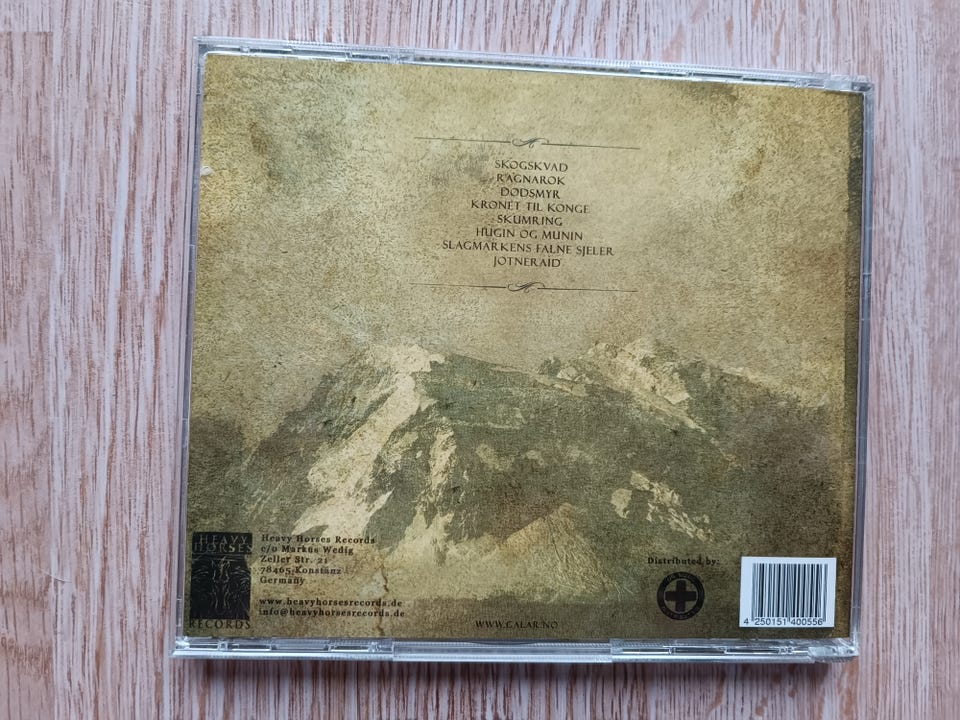 SKOGSKVAD
RAGNAROK
DØDSMYR
KRONET TIL KONGE
SKUMRING
HUGIN OG MUNIN
SLAGMARKENS FALNE SJELER
JOTNERAID
HEAVY
HORSES
RECORDS
Heavy Horses Records
c/o Markus Wedig
Zeller Str. 21
78465 Konstanz
Germany
www.heavyhorsesrecords.de
info@heavyhorsesrecords.de
WWW.GALAR.NO
Distributed by:
4 250151 400556